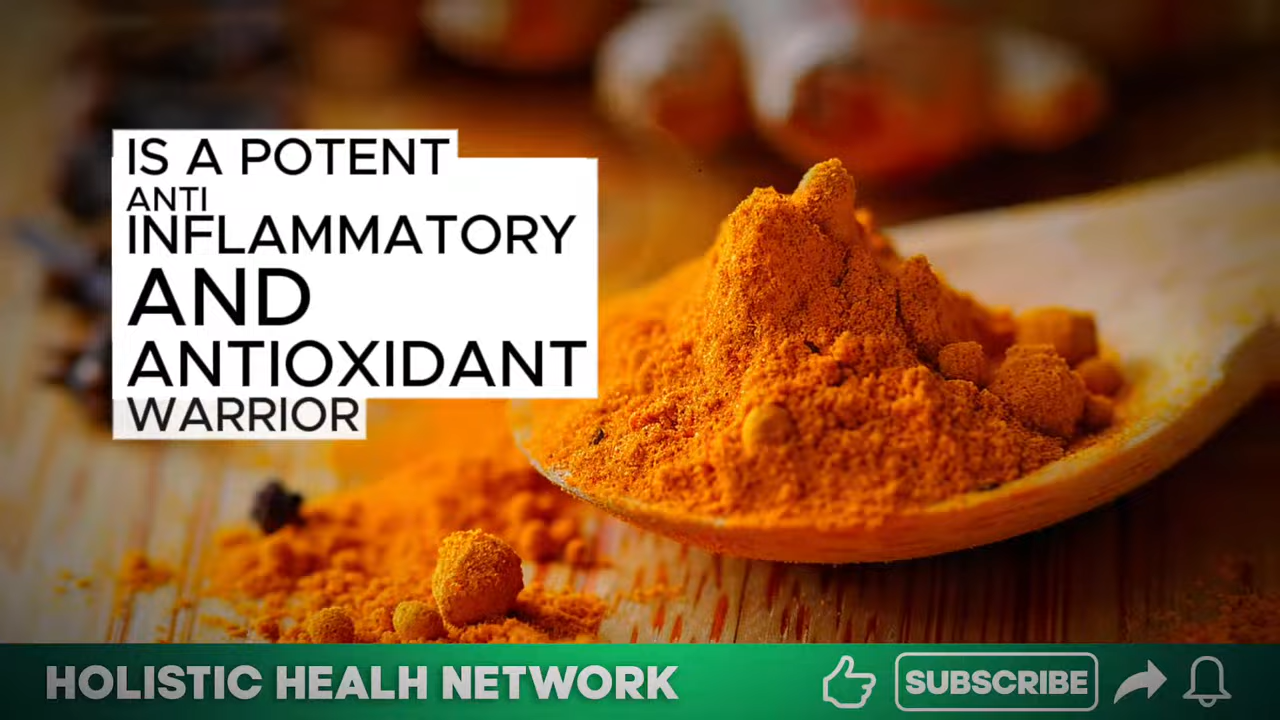 IS A POTENT
ANTI
INFLAMMATORY
AND
ANTIOXIDANT
WARRIOR
HOLISTIC HEALH NETWORK
SUBSCRIBE